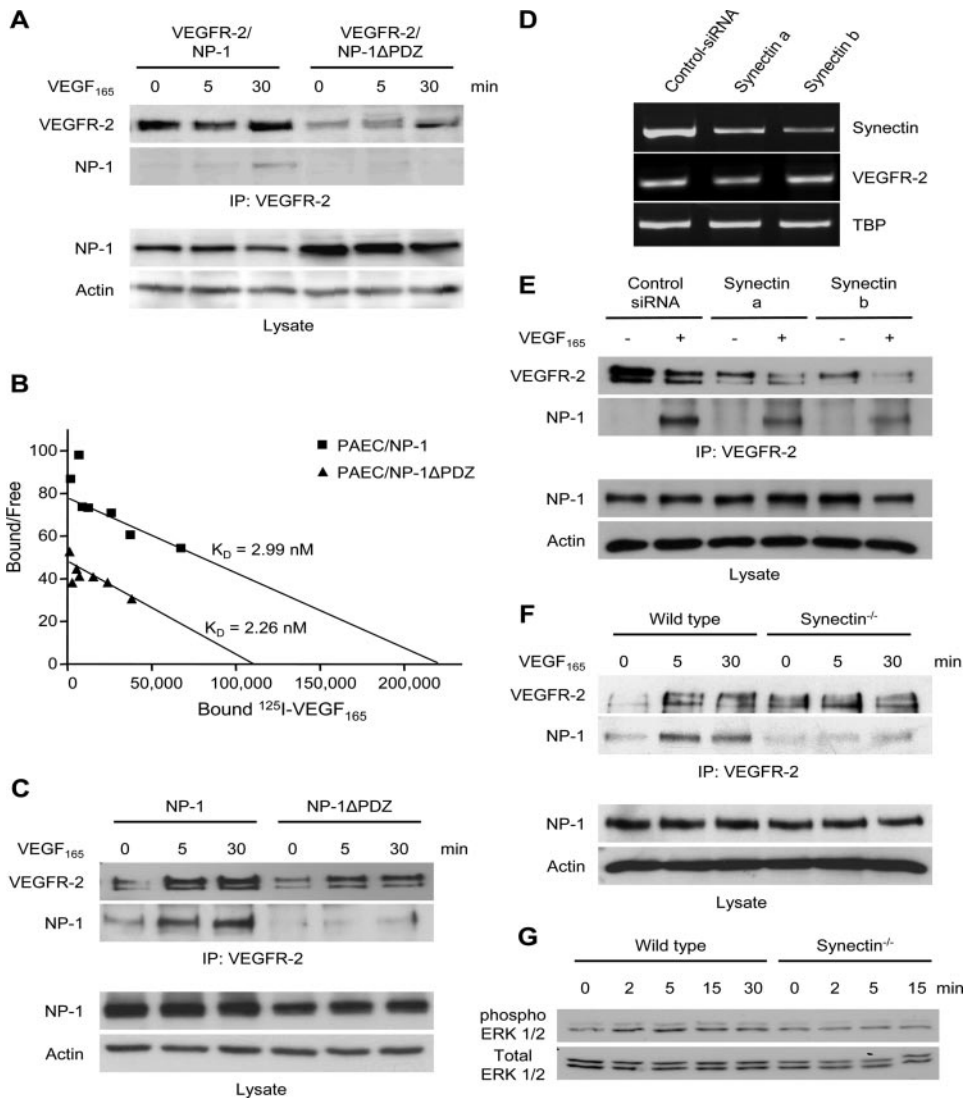 A
VEGFR-2/ VEGFR-2/
NP-1 NP-1ΔPDZ
VEGF165 0 5 30 0 5 30 min
VEGFR-2
NP-1
IP: VEGFR-2
NP-1
Actin
Lysate
B
Bound/Free
100
80
60
40
20
0
■ PAEC/NP-1
▲ PAEC/NP-1ΔPDZ
KD = 2.99 nM
KD = 2.26 nM
0 50,000 100,000 150,000 200,000
Bound 125I-VEGF165
C
NP-1 NP-1ΔPDZ
VEGF165 0 5 30 0 5 30 min
VEGFR-2
NP-1
IP: VEGFR-2
NP-1
Actin
Lysate
D
Control-siRNA Synectin a Synectin b
Synectin
VEGFR-2
TBP
E
Control Synectin Synectin
siRNA a b
VEGF165 - + - + - +
VEGFR-2
NP-1
IP: VEGFR-2
NP-1
Actin
Lysate
F
Wild type Synectin-/-
VEGF165 0 5 30 0 5 30 min
VEGFR-2
NP-1
IP: VEGFR-2
NP-1
Actin
Lysate
G
Wild type Synectin-/-
0 2 5 15 30 0 2 5 15 min
phospho
ERK 1/2
Total
ERK 1/2